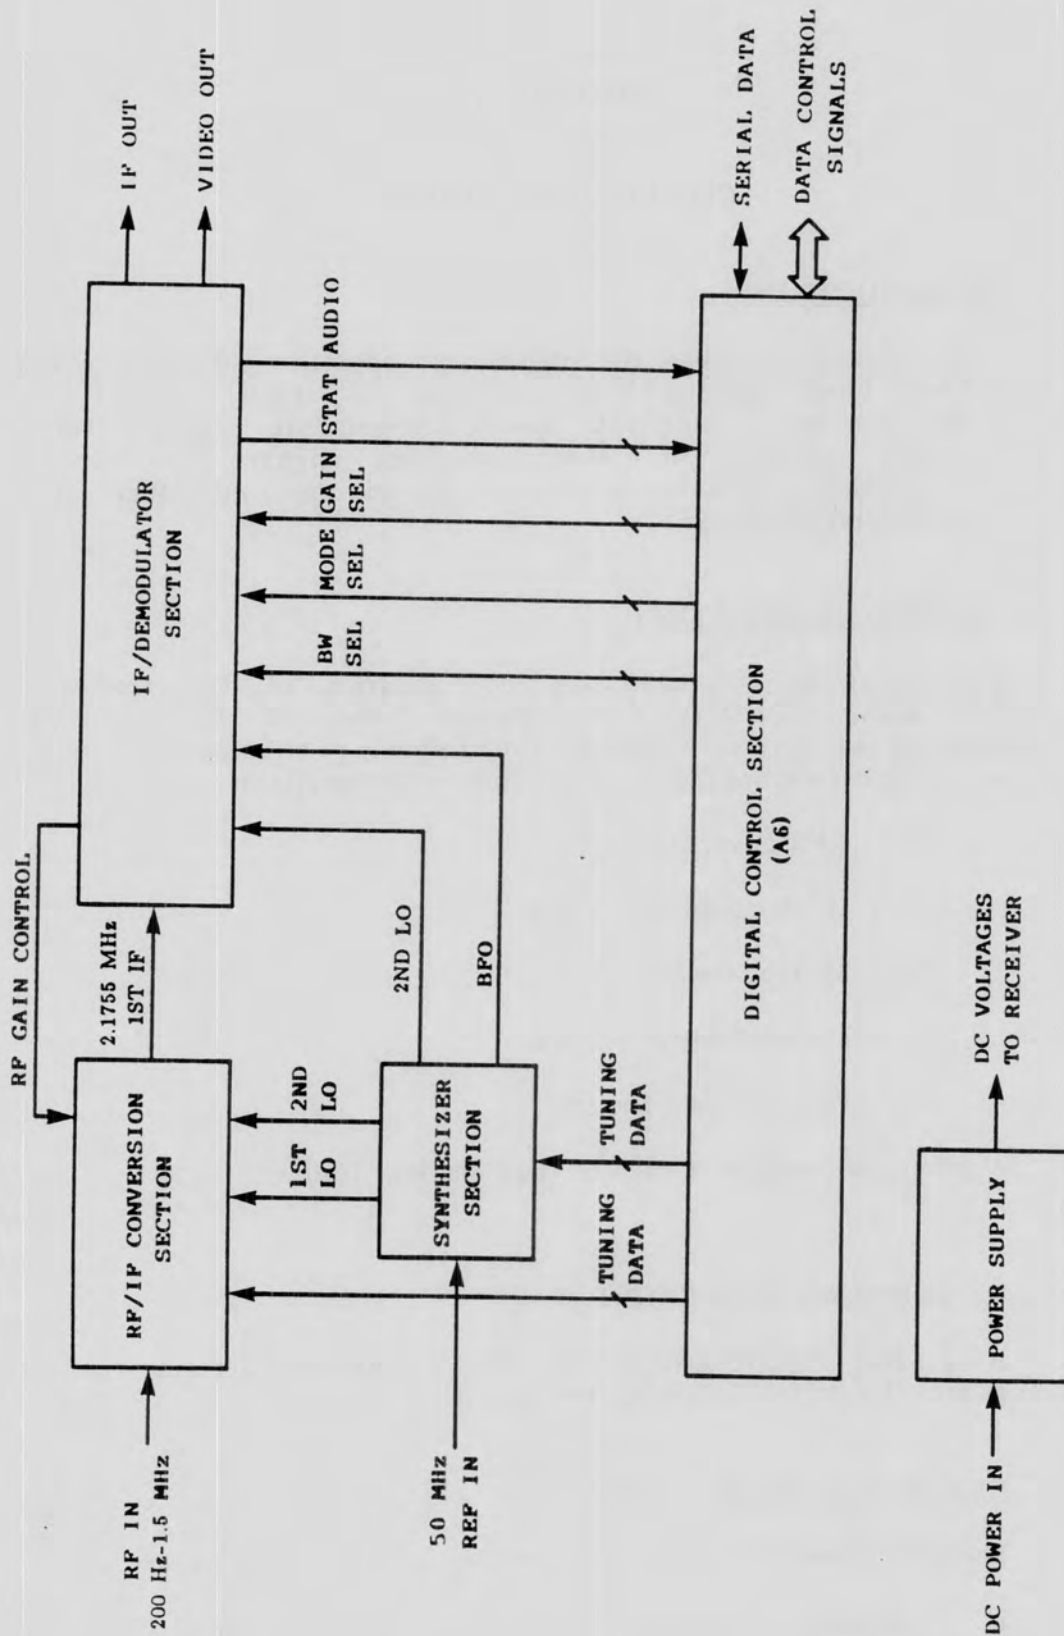 RF GAIN CONTROL
RF IN
200 Hz-1.5 MHz
RF/IF CONVERSION
SECTION
2.1755 MHz
1ST IF
IF/DEMODULATOR
SECTION
IF OUT
VIDEO OUT
1ST
LO
2ND
LO
50 MHz
REF IN
SYNTHESIZER
SECTION
2ND LO
BFO
BW
SEL
MODE
SEL
GAIN
SEL
STAT
AUDIO
TUNING
DATA
TUNING
DATA
DIGITAL CONTROL SECTION
(A6)
SERIAL DATA
DATA CONTROL
SIGNALS
DC POWER IN
POWER SUPPLY
DC VOLTAGES
TO RECEIVER